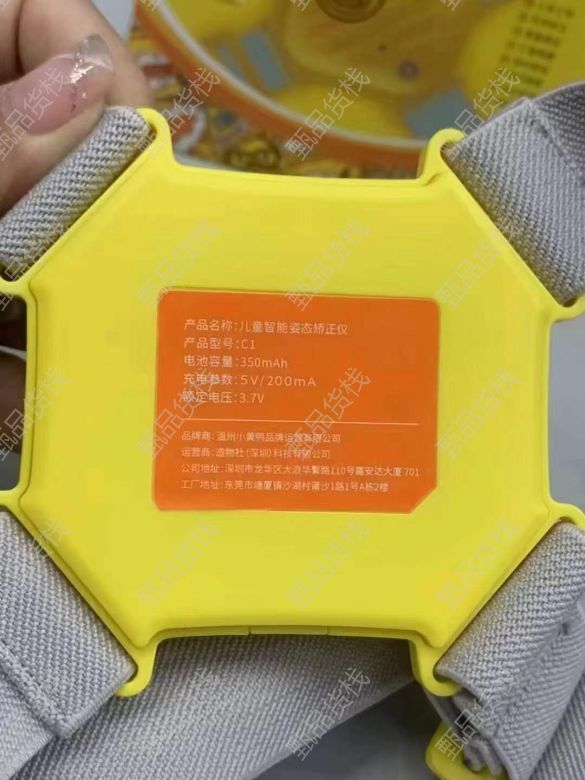 产品名称:儿童智能姿态矫正仪
产品型号:C1
电池容量:350mAh
充电参数:5V/200mA
额定电压:3.7V
品牌商:温州小黄鸭品牌运营有限公司
运营商:造物社(深圳)科技有限公司
公司地址:深圳市龙华区大浪华繁路110号嘉安达大厦701
工厂地址:东莞市塘厦镇沙湖村莆沙1路1号A栋2楼
甄品货栈